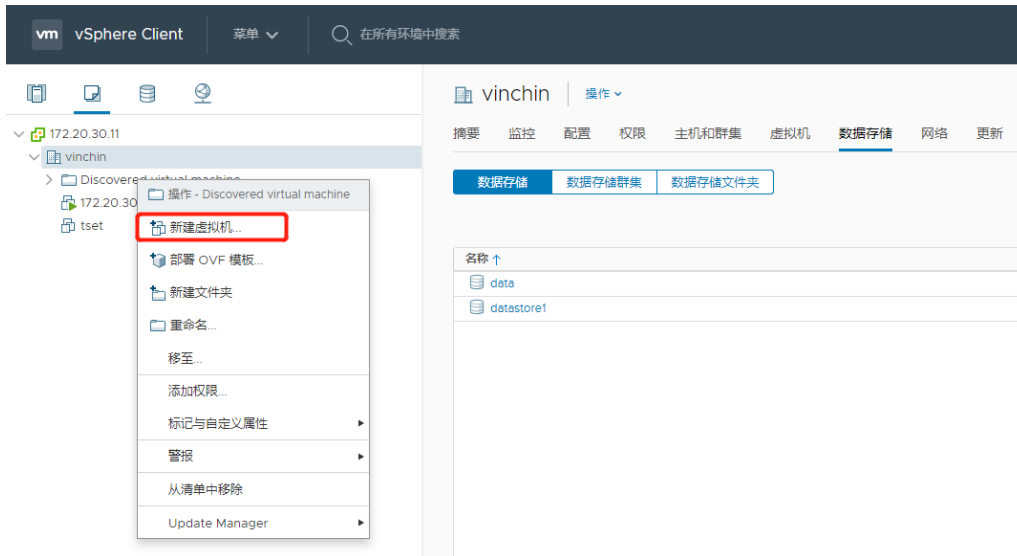 vm vSphere Client 菜单 在所有环境中搜索
172.20.30.11
vinchin
Discovered virtual machine
172.20.30
tset
操作 - Discovered virtual machine
新建虚拟机...
部署 OVF 模板...
新建文件夹
重命名...
移至...
添加权限...
标记与自定义属性
警报
从清单中移除
Update Manager
vinchin 操作
摘要 监控 配置 权限 主机和群集 虚拟机 数据存储 网络 更新
数据存储 数据存储群集 数据存储文件夹
名称 ↑
data
datastore1